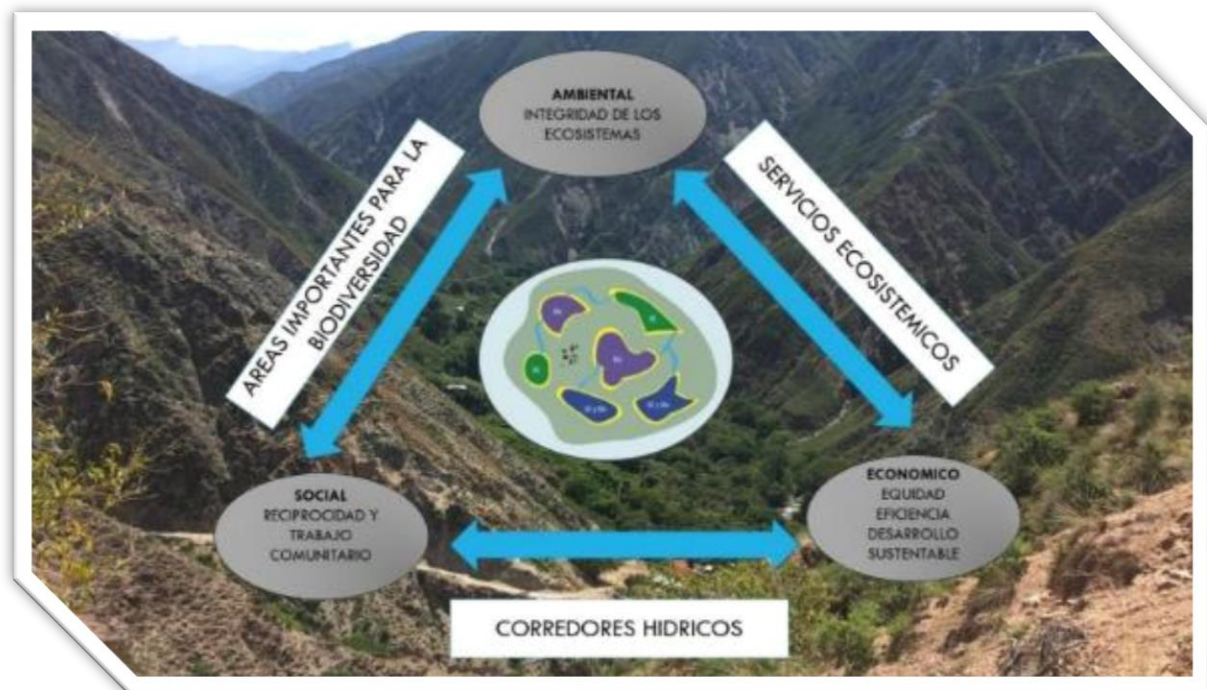 AMBIENTAL
INTEGRIDAD DE LOS
ECOSISTEMAS
AREAS IMPORTANTES PARA LA
BIODIVERSIDAD
SERVICIOS ECOSISTEMICOS
SOCIAL
RECIPROCIDAD Y
TRABAJO
COMUNITARIO
ECONOMICO
EQUIDAD
EFICIENCIA
DESARROLLO
SUSTENTABLE
CORREDORES HIDRICOS